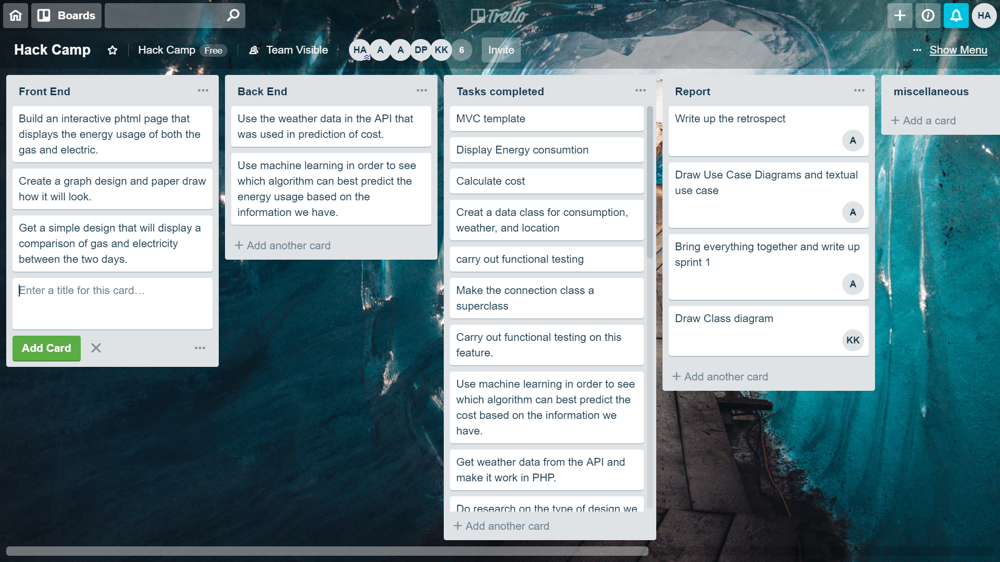 Boards
Trello
HA
Hack Camp
Hack Camp Free
Team Visible
HA A A DP KK 6
Invite
... Show Menu
Front End
Build an interactive phtml page that
displays the energy usage of both the
gas and electric.
Create a graph design and paper draw
how it will look.
Get a simple design that will display a
comparison of gas and electricity
between the two days.
Enter a title for this card…
Add Card
Back End
Use the weather data in the API that
was used in prediction of cost.
Use machine learning in order to see
which algorithm can best predict the
energy usage based on the
information we have.
+ Add another card
Tasks completed
MVC template
Display Energy consumtion
Calculate cost
Creat a data class for consumption,
weather, and location
carry out functional testing
Make the connection class a
superclass
Carry out functional testing on this
feature.
Use machine learning in order to see
which algorithm can best predict the
cost based on the information we
have.
Get weather data from the API and
make it work in PHP.
Do research on the type of design we
+ Add another card
Report
Write up the retrospect
A
Draw Use Case Diagrams and textual
use case
A
Bring everything together and write up
sprint 1
A
Draw Class diagram
KK
+ Add another card
miscellaneous
+ Add a card